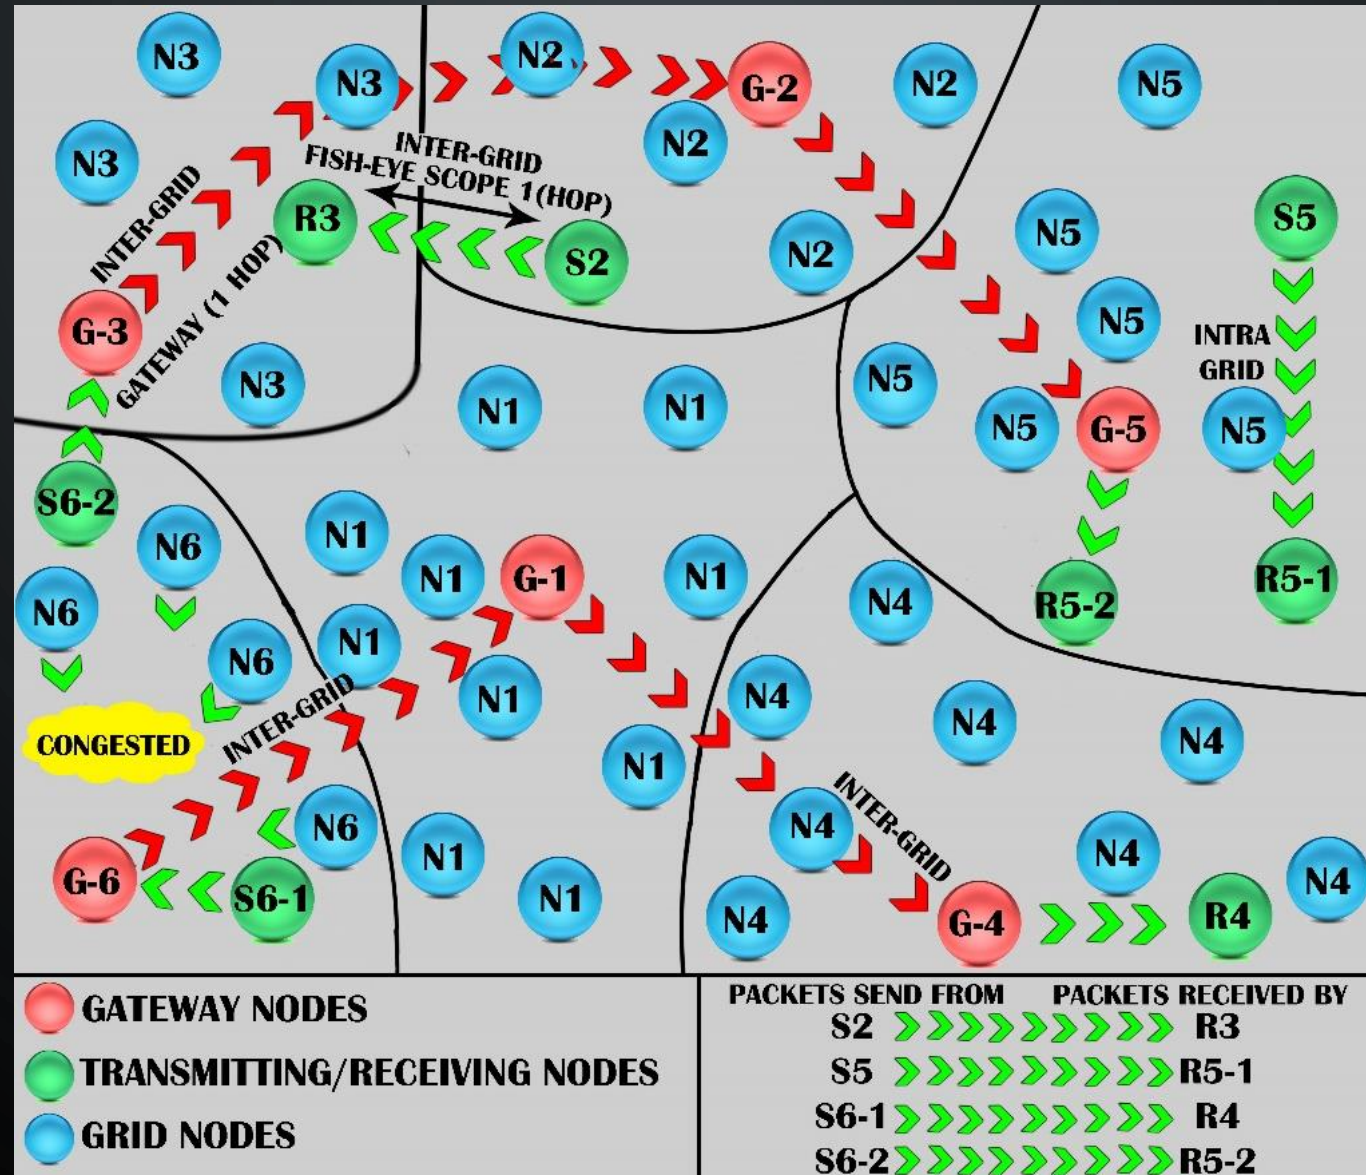 N3
N3
N2
G-2
N2
N5
N3
N2
INTER-GRID
FISH-EYE SCOPE 1(HOP)
INTER-GRID
R3
S2
N2
N5
S5
G-3
GATEWAY (1 HOP)
N5
INTRA
GRID
N3
N1
N1
N5
N5
G-5
N5
S6-2
N6
N1
N1
G-1
N1
N4
R5-2
R5-1
N6
N6
N1
N1
N4
N4
N4
CONGESTED
INTER-GRID
N1
N6
N1
N4
INTER-GRID
N4
N4
G-6
S6-1
N1
N4
G-4
R4
GATEWAY NODES
TRANSMITTING/RECEIVING NODES
GRID NODES
PACKETS SEND FROM PACKETS RECEIVED BY
S2 R3
S5 R5-1
S6-1 R4
S6-2 R5-2